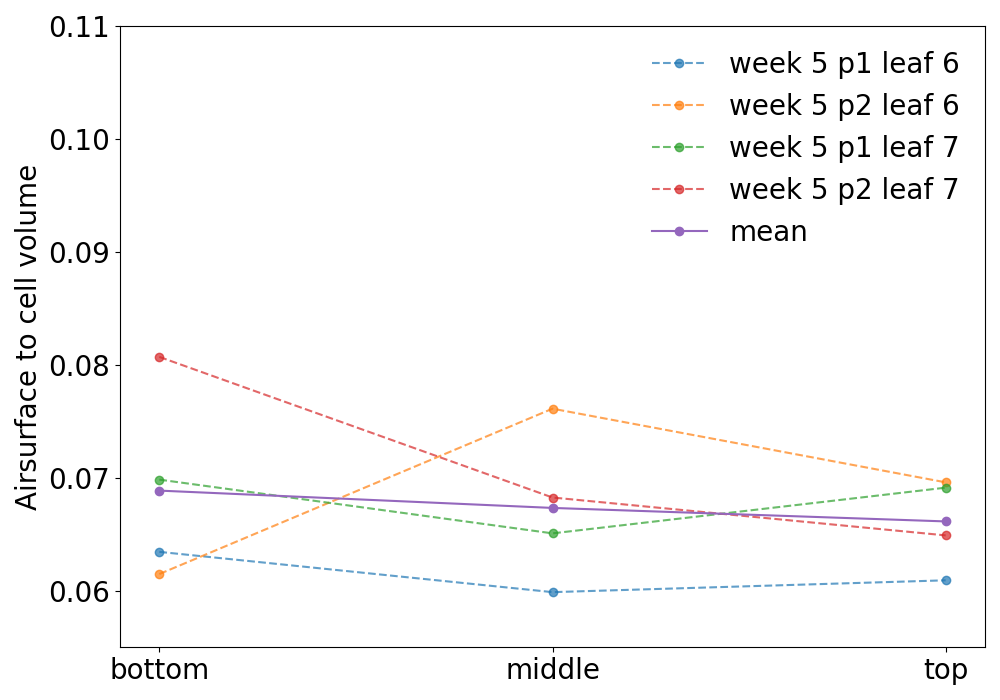 0.11
0.10
0.09
0.08
0.07
0.06
Airsurface to cell volume
week 5 p1 leaf 6
week 5 p2 leaf 6
week 5 p1 leaf 7
week 5 p2 leaf 7
mean
bottom middle top